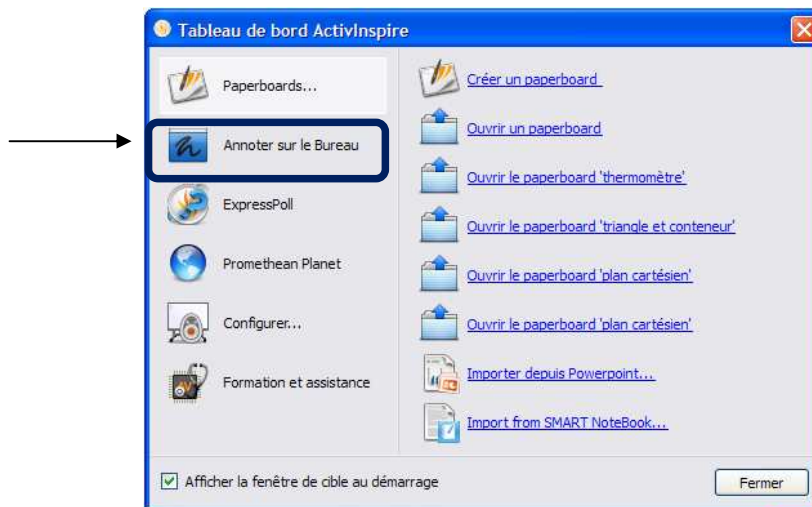 Tableau de bord ActivInspire
Paperboards...
Annoter sur le Bureau
ExpressPoll
Promethean Planet
Configurer...
Formation et assistance
Créer un paperboard
Ouvrir un paperboard
Ouvrir le paperboard 'thermomètre'
Ouvrir le paperboard 'triangle et conteneur'
Ouvrir le paperboard 'plan cartésien'
Ouvrir le paperboard 'plan cartésien'
Importer depuis Powerpoint...
Import from SMART NoteBook...
Afficher la fenêtre de cible au démarrage
Fermer